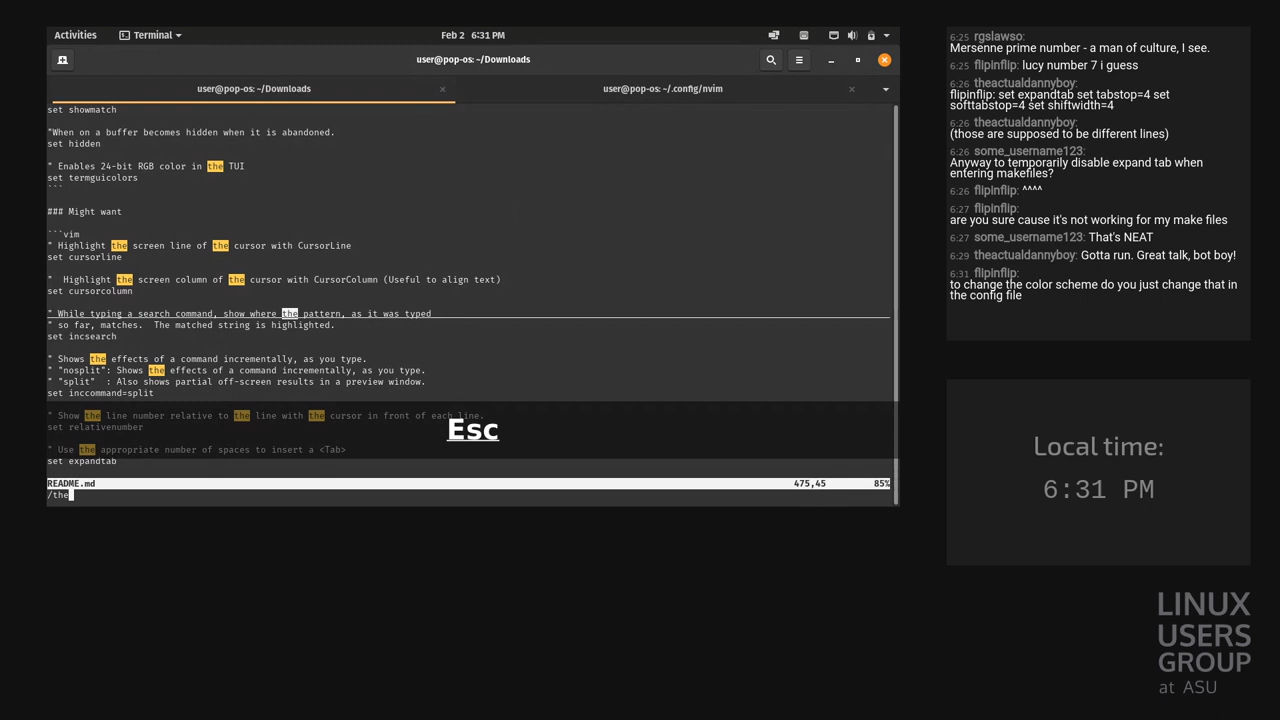 Activities
Terminal
Feb 2 6:31 PM
user@pop-os: ~/Downloads
user@pop-os: ~/Downloads
user@pop-os: ~/.config/nvim
set showmatch
"When on a buffer becomes hidden when it is abandoned.
set hidden
" Enables 24-bit RGB color in the TUI
set termguicolors
```
### Might want
```vim
" Highlight the screen line of the cursor with CursorLine
set cursorline
"  Highlight the screen column of the cursor with CursorColumn (Useful to align text)
set cursorcolumn
" While typing a search command, show where the pattern, as it was typed
" so far, matches.  The matched string is highlighted.
set incsearch
" Shows the effects of a command incrementally, as you type.
" "nosplit": Shows the effects of a command incrementally, as you type.
" "split"  : Also shows partial off-screen results in a preview window.
set inccommand=split
" Show the line number relative to the line with the cursor in front of each line.
set relativenumber
" Use the appropriate number of spaces to insert a <Tab>
set expandtab
Esc
README.md 475,45 85%
/the
6:25 rgslawso:
Mersenne prime number - a man of culture, I see.
6:25 flipinflip: lucy number 7 i guess
6:26 theactualdannyboy:
flipinflip: set expandtab set tabstop=4 set
softtabstop=4 set shiftwidth=4
6:26 theactualdannyboy:
(those are supposed to be different lines)
6:26 some_username123:
Anyway to temporarily disable expand tab when
entering makefiles?
6:26 flipinflip: ^^^^
6:27 flipinflip:
are you sure cause it's not working for my make files
6:27 some_username123: That's NEAT
6:29 theactualdannyboy: Gotta run. Great talk, bot boy!
6:31 flipinflip:
to change the color scheme do you just change that in
the config file
Local time:
6:31 PM
LINUX
USERS
GROUP
at ASU